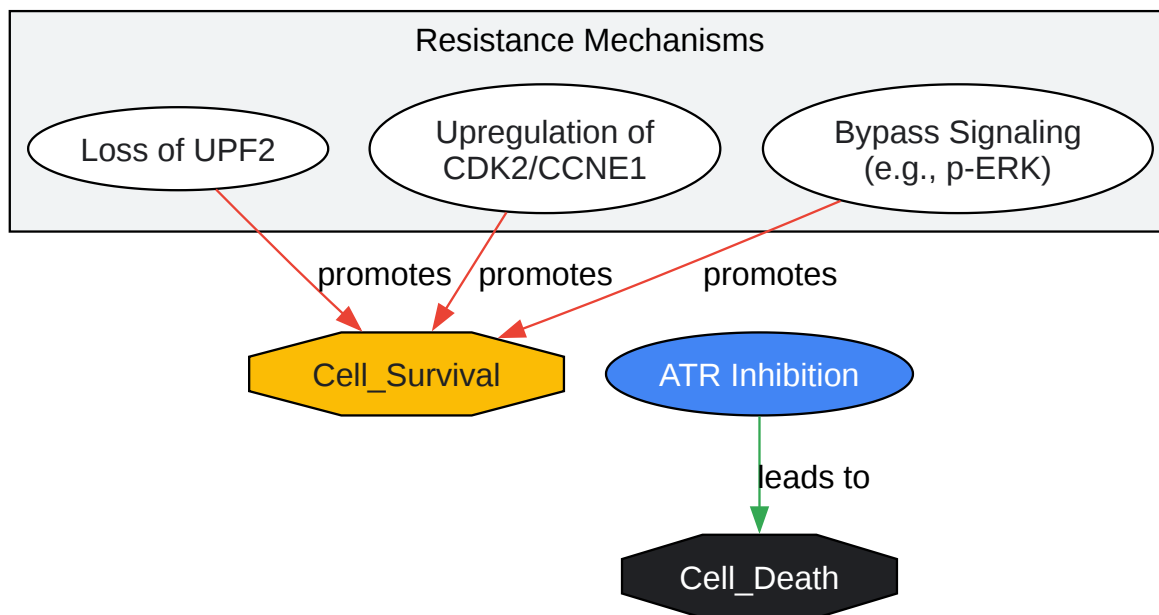 Resistance Mechanisms
Loss of UPF2
Upregulation of
CDK2/CCNE1
Bypass Signaling
(e.g., p-ERK)
promotes
promotes
promotes
Cell_Survival
ATR Inhibition
leads to
Cell_Death